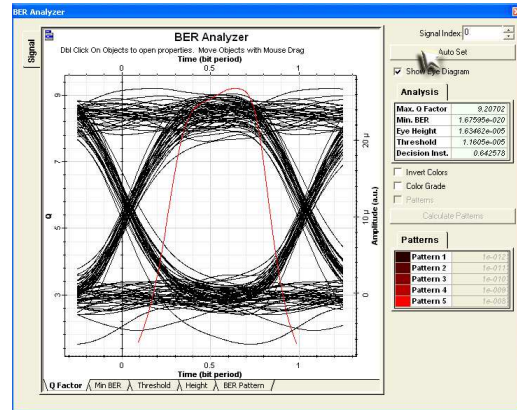 BER Analyzer
Signal
BER Analyzer
Dbl Click On Objects to open properties. Move Objects with Mouse Drag
Time (bit period)
0 0.5 1
9
7
5
3
Q
20 µ
10 µ
0
Amplitude (a.u.)
0 0.5 1
Time (bit period)
Q Factor Min BER Threshold Height BER Pattern
Signal Index: 0
Auto Set
Show Eye Diagram
Analysis
Max. Q Factor 9.20702
Min. BER 1.67595e-020
Eye Height 1.63462e-005
Threshold 1.1605e-005
Decision Inst. 0.642578
Invert Colors
Color Grade
Patterns
Calculate Patterns
Patterns
Pattern 1 1e-012
Pattern 2 1e-011
Pattern 3 1e-010
Pattern 4 1e-009
Pattern 5 1e-008